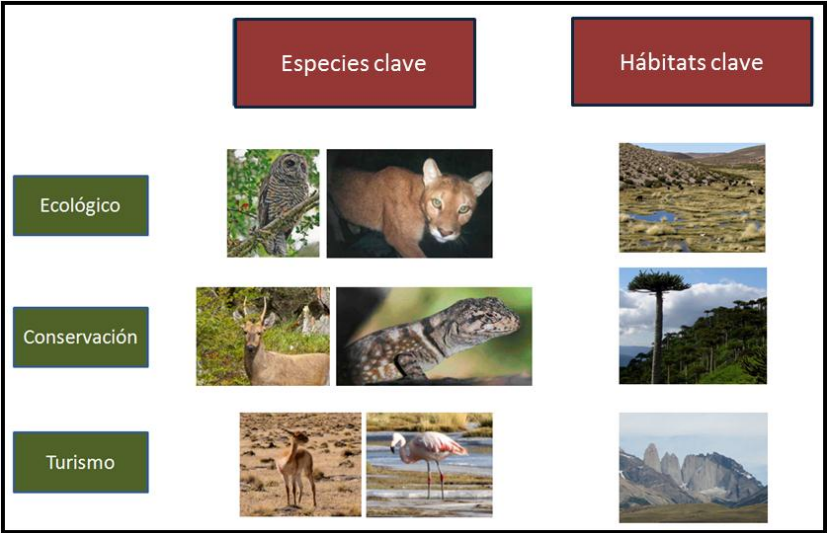 Especies clave
Hábitats clave
Ecológico
Conservación
Turismo